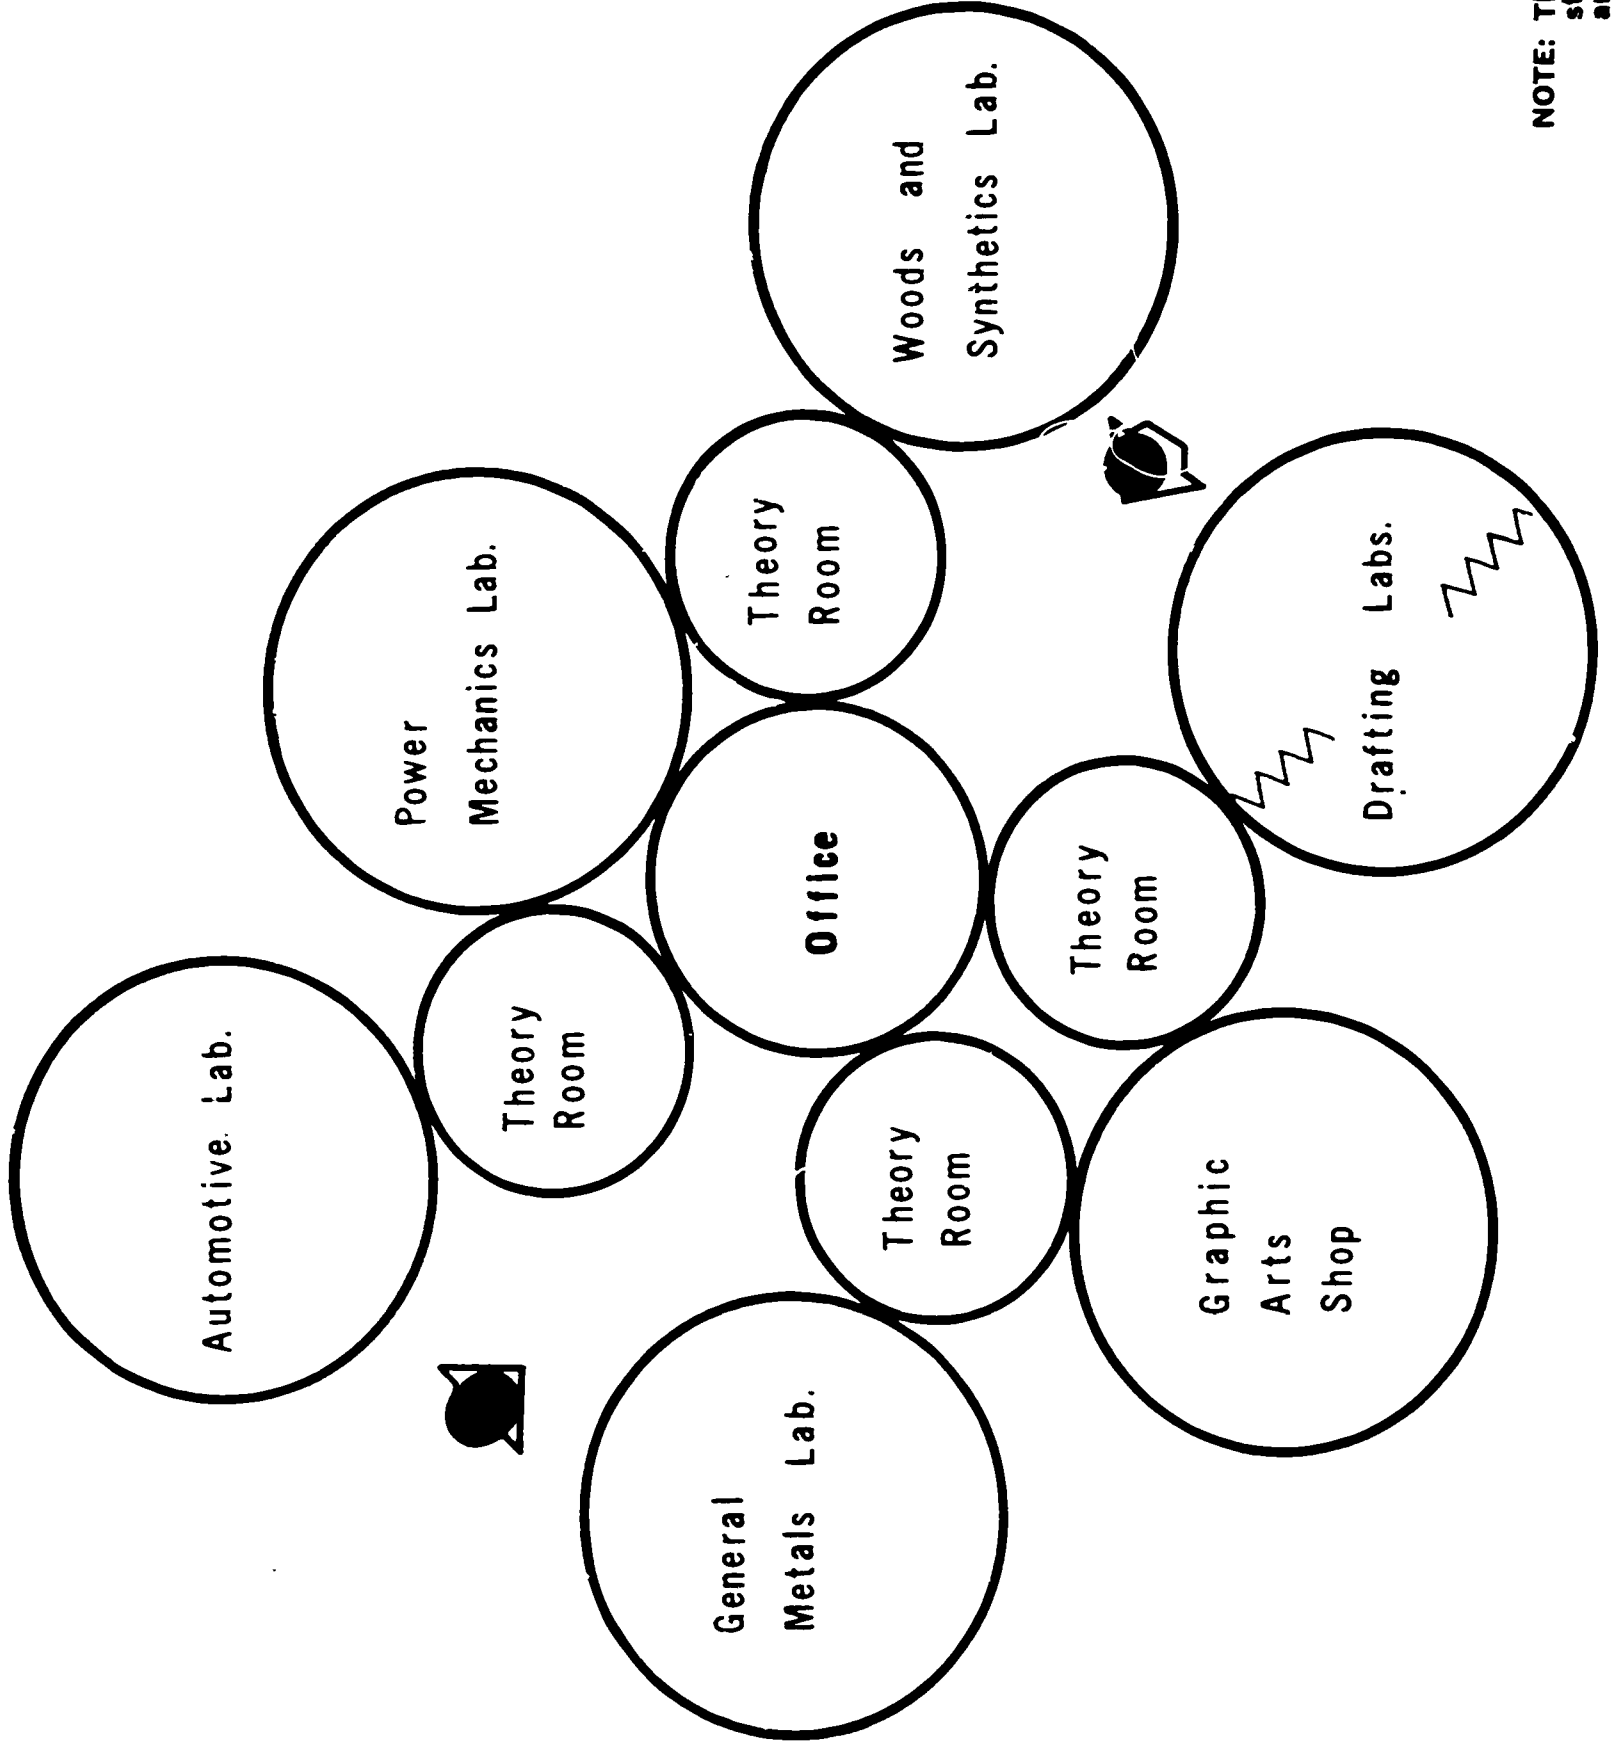 Automotive Lab.
Power
Mechanics Lab.
Theory
Room
General
Metals Lab.
Office
Theory
Room
Woods and
Synthetics Lab.
Theory
Room
Theory
Room
Graphic
Arts
Shop
Drafting Labs.
NOTE: